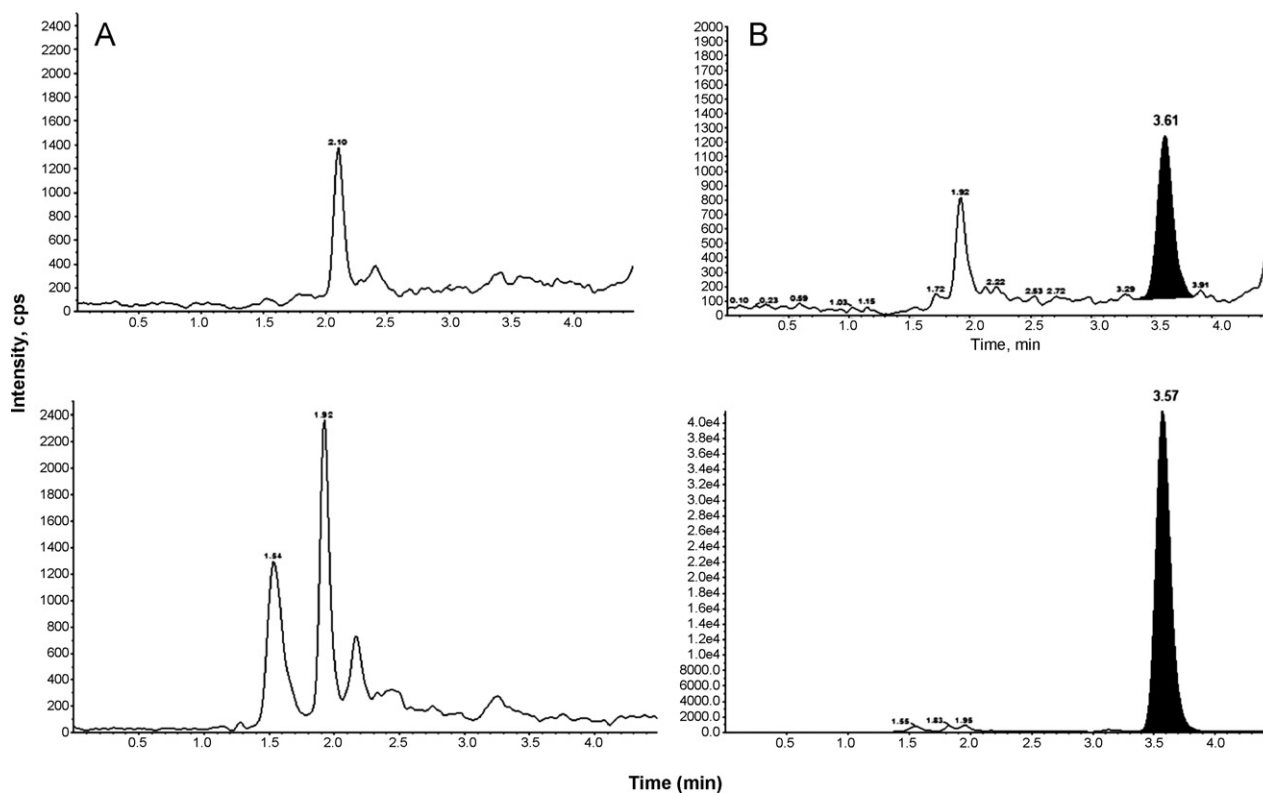 A
2400
2200
2000
1800
1600
1400
1200
1000
800
600
400
200
0
2.10
0.5 1.0 1.5 2.0 2.5 3.0 3.5 4.0
B
2000
1900
1800
1700
1600
1500
1400
1300
1200
1100
1000
900
800
700
600
500
400
300
200
100
0
0.10 0.23 0.59 1.03 1.15 1.72 1.92 2.22 2.53 2.72 3.29 3.61 3.91
0.5 1.0 1.5 2.0 2.5 3.0 3.5 4.0
Time, min
Intensity, cps
2400
2200
2000
1800
1600
1400
1200
1000
800
600
400
200
0
1.54 1.92
0.5 1.0 1.5 2.0 2.5 3.0 3.5 4.0
3.57
4.0e4
3.8e4
3.6e4
3.4e4
3.2e4
3.0e4
2.8e4
2.6e4
2.4e4
2.2e4
2.0e4
1.8e4
1.6e4
1.4e4
1.2e4
1.0e4
8000.0
6000.0
4000.0
2000.0
0.0
1.55 1.83 1.95
0.5 1.0 1.5 2.0 2.5 3.0 3.5 4.0
Time (min)